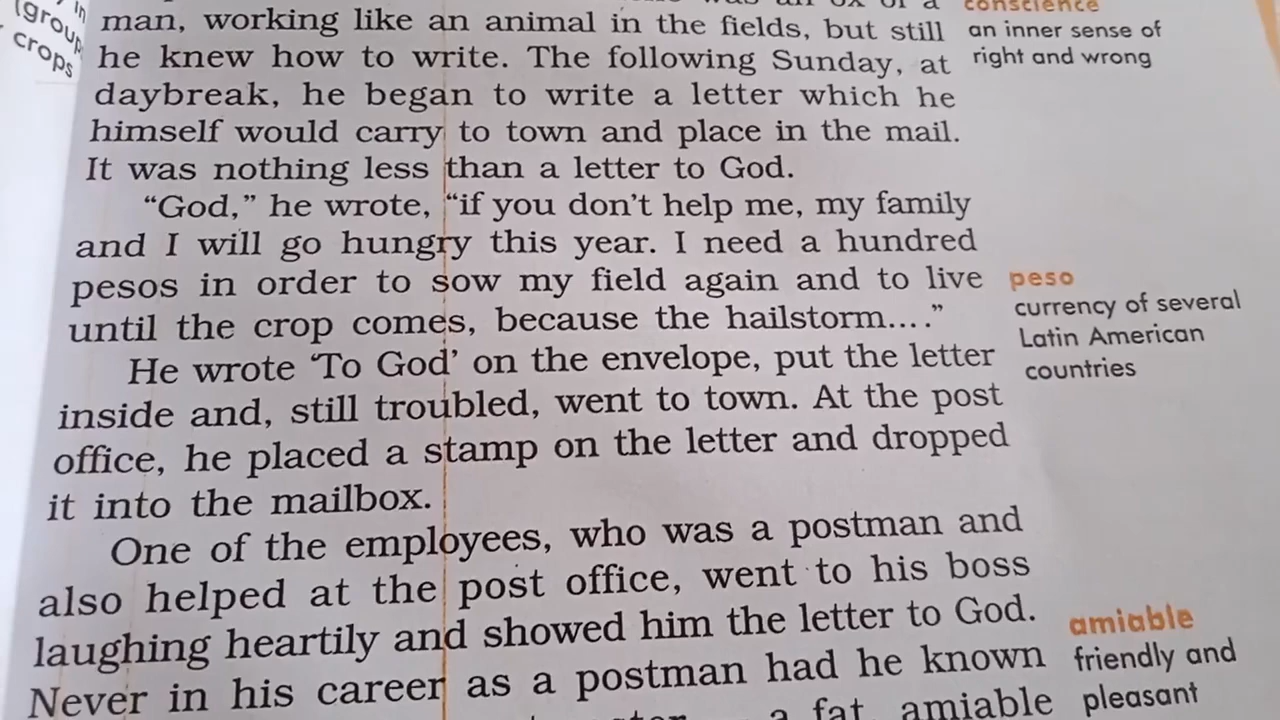 in
(group
crops
was an ox of a
man, working like an animal in the fields, but still
he knew how to write. The following Sunday, at
daybreak, he began to write a letter which he
himself would carry to town and place in the mail.
It was nothing less than a letter to God.
“God,” he wrote, “if you don’t help me, my family
and I will go hungry this year. I need a hundred
pesos in order to sow my field again and to live
until the crop comes, because the hailstorm....”
He wrote ‘To God’ on the envelope, put the letter
inside and, still troubled, went to town. At the post
office, he placed a stamp on the letter and dropped
it into the mailbox.
One of the employees, who was a postman and
also helped at the post office, went to his boss
laughing heartily and showed him the letter to God.
Never in his career as a postman had he known
a fat, amiable
conscience
an inner sense of
right and wrong
peso
currency of several
Latin American
countries
amiable
friendly and
pleasant